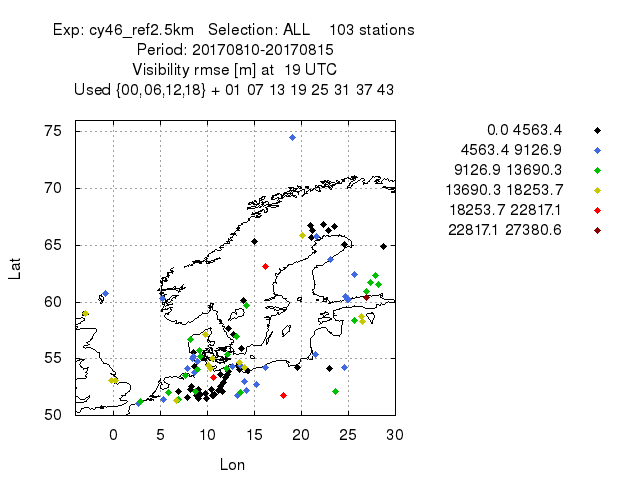 Exp: cy46_ref2.5km   Selection: ALL    103 stations
Period: 20170810-20170815
Visibility rmse [m] at  19 UTC
Used {00,06,12,18} + 01 07 13 19 25 31 37 43
0.0 4563.4
4563.4 9126.9
9126.9 13690.3
13690.3 18253.7
18253.7 22817.1
22817.1 27380.6
75
70
65
60
55
50
Lat
0 5 10 15 20 25 30
Lon